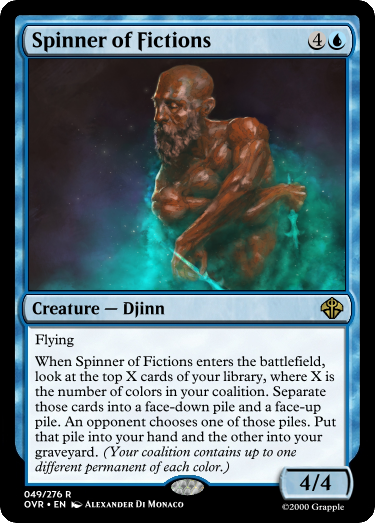 Spinner of Fictions 4
Creature — Djinn
Flying
When Spinner of Fictions enters the battlefield,
look at the top X cards of your library, where X is
the number of colors in your coalition. Separate
those cards into a face-down pile and a face-up
pile. An opponent chooses one of those piles. Put
that pile into your hand and the other into your
graveyard. (Your coalition contains up to one
different permanent of each color.)
4/4
049/276 R
OVR • EN Alexander Di Monaco
©2000 Grapple